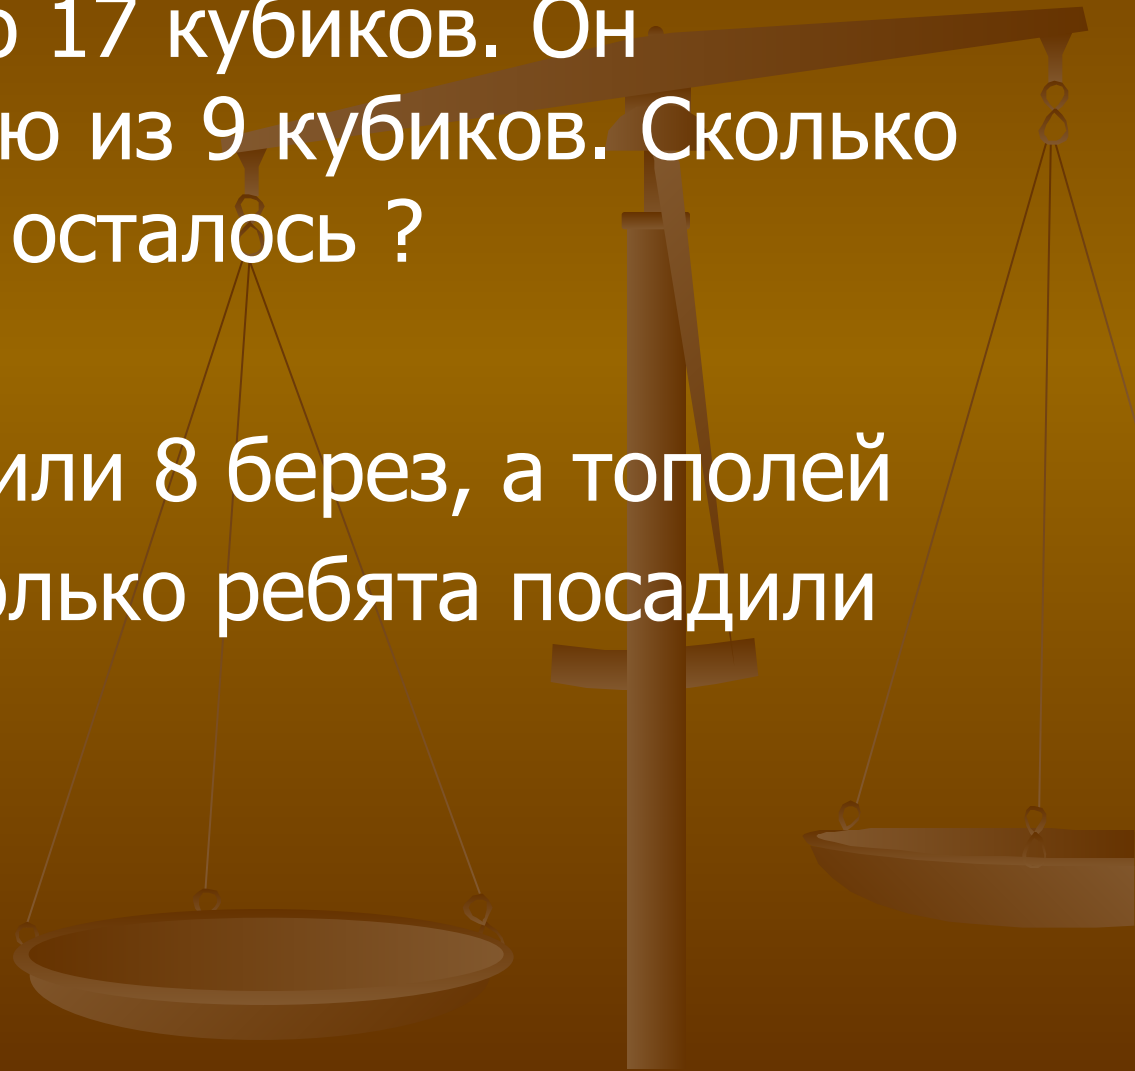 о 17 кубиков. Он
ю из 9 кубиков. Сколько
осталось ?
или 8 берез, а тополей
олько ребята посадили